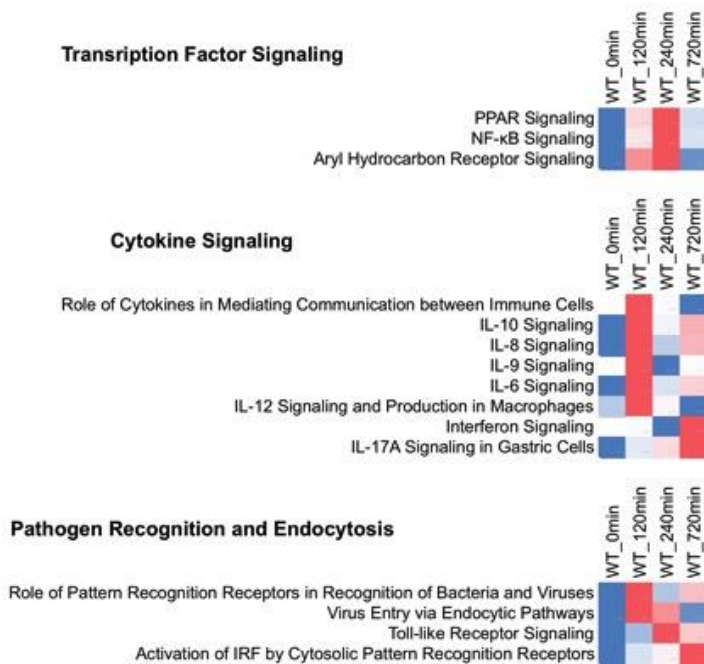 Transription Factor Signaling
WT_0min
WT_120min
WT_240min
WT_720min
PPAR Signaling
NF-κB Signaling
Aryl Hydrocarbon Receptor Signaling
Cytokine Signaling
WT_0min
WT_120min
WT_240min
WT_720min
Role of Cytokines in Mediating Communication between Immune Cells
IL-10 Signaling
IL-8 Signaling
IL-9 Signaling
IL-6 Signaling
IL-12 Signaling and Production in Macrophages
Interferon Signaling
IL-17A Signaling in Gastric Cells
Pathogen Recognition and Endocytosis
WT_0min
WT_120min
WT_240min
WT_720min
Role of Pattern Recognition Receptors in Recognition of Bacteria and Viruses
Virus Entry via Endocytic Pathways
Toll-like Receptor Signaling
Activation of IRF by Cytosolic Pattern Recognition Receptors